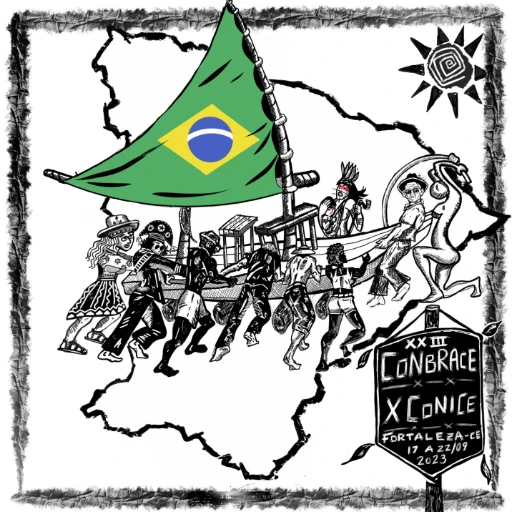 XXIII
CONBRACE
X CONICE
FORTALEZA-CE
17 A 22/09
2023